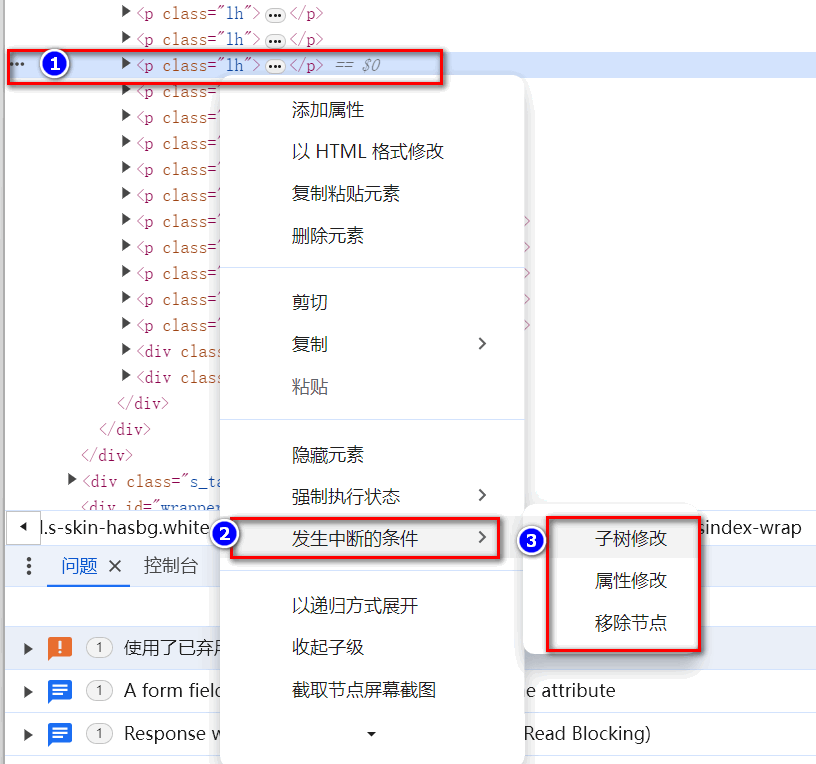 ▶<p class="lh"> ••• </p>
▶<p class="lh"> ••• </p>
••• 1 ▶<p class="lh"> ••• </p> == $0
▶<p class=
▶<p class="
▶<p class="
▶<p class="
▶<p class="
▶<p class="
▶<p class="
▶<p class="
▶<p class="
▶<p class="
▶<div clas
▶<div clas
</div>
</div>
</div>
▶<div class="s_ta
<div id="wrapper
添加属性
以 HTML 格式修改
复制粘贴元素
删除元素
剪切
复制
粘贴
隐藏元素
强制执行状态
2 发生中断的条件
以递归方式展开
收起子级
截取节点屏幕截图
3 子树修改
属性修改
移除节点
l.s-skin-hasbg.white
sindex-wrap
问题 × 控制台
1 使用了已弃用
1 A form field
e attribute
1 Response w
Read Blocking)